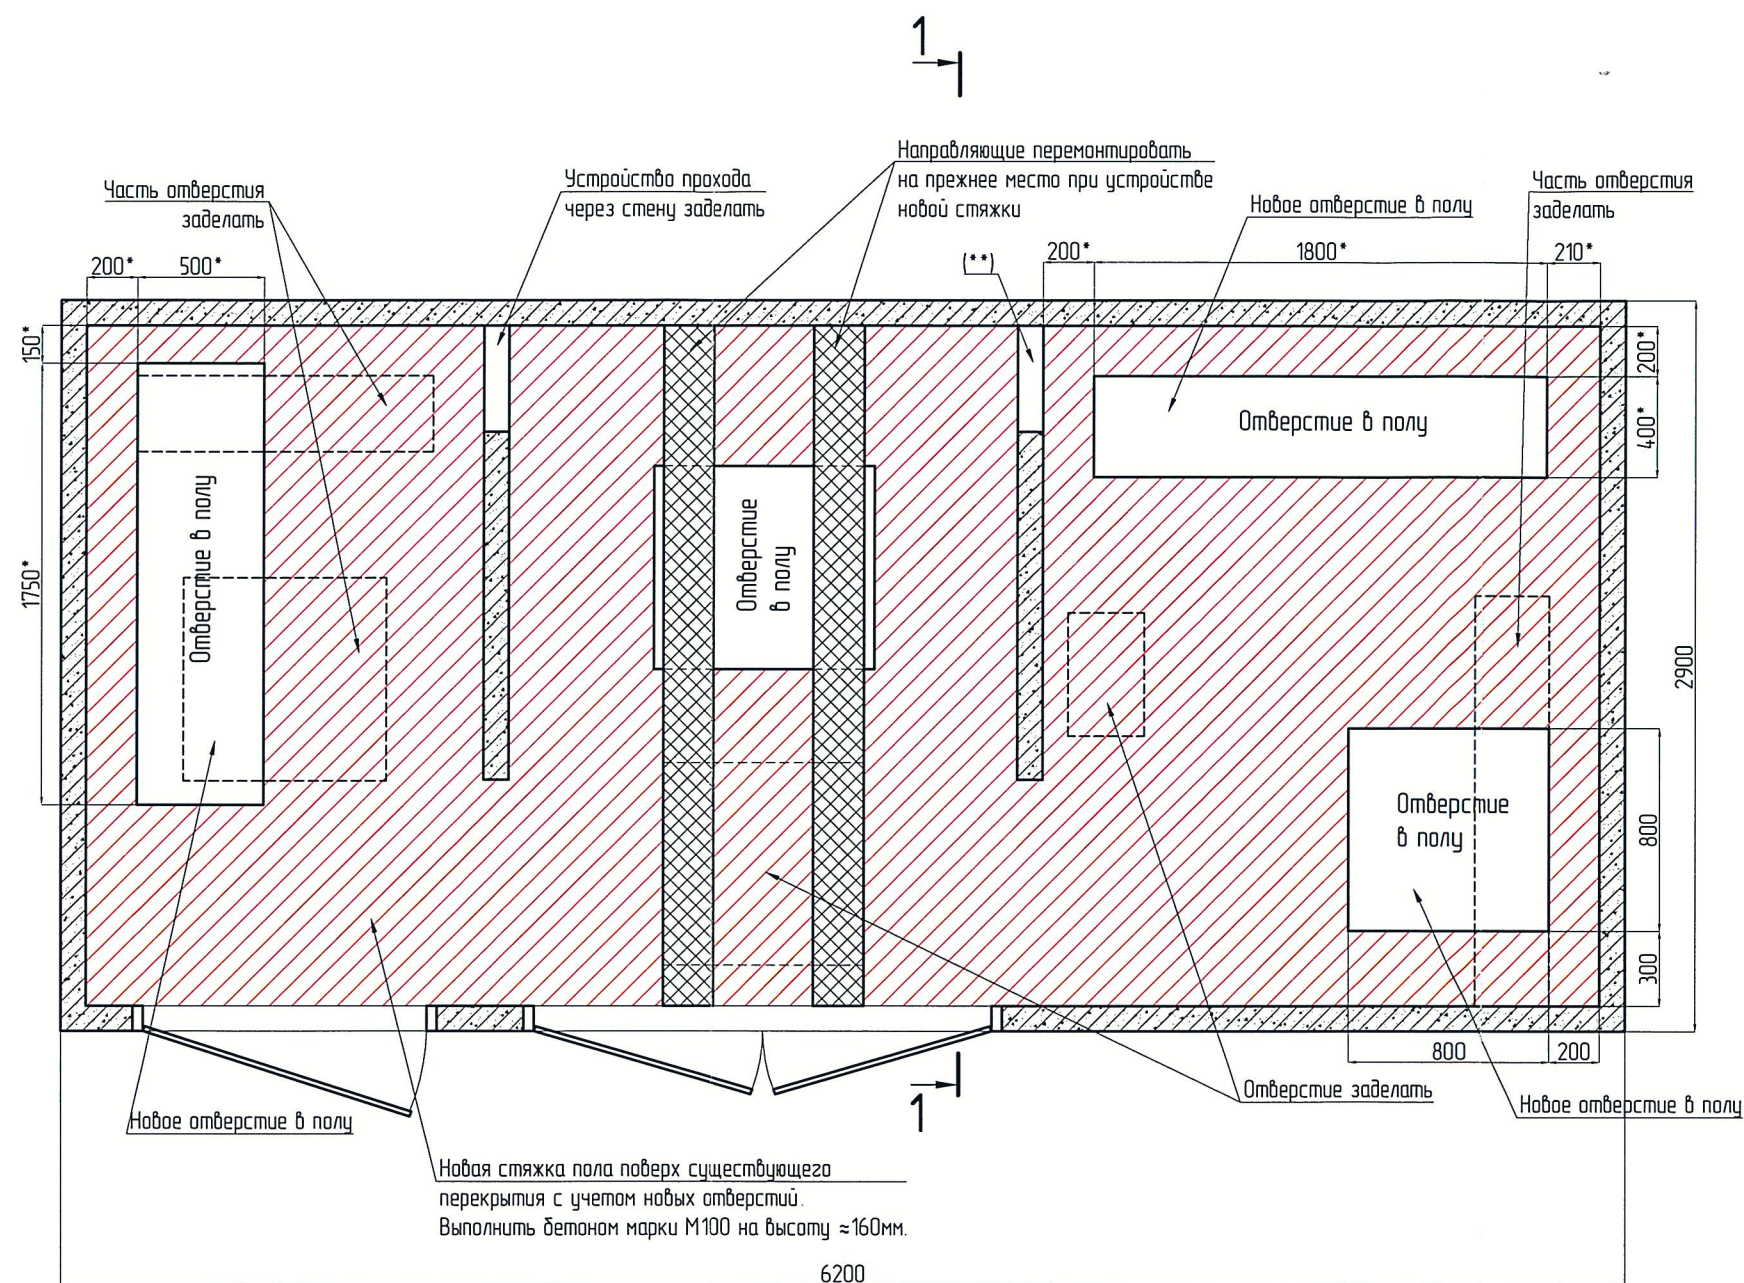 1
Направляющие перемонтировать
на прежнее место при устройстве
новой стяжки
Часть отверстия
заделать
Устройство прохода
через стену заделать
Часть отверстия
заделать
Новое отверстие в полу
200*
500*
(**)
200*
1800*
210*
150*
1750*
200*
400*
Отверстие в полу
Отверстие в полу
Отверстие
в полу
2900
Отверстие
в полу
800
300
800
200
1
Отверстие заделать
Новое отверстие в полу
Новое отверстие в полу
Новая стяжка пола поверх существующего
перекрытия с учетом новых отверстий.
Выполнить бетоном марки М100 на высоту ≈160мм.
6200